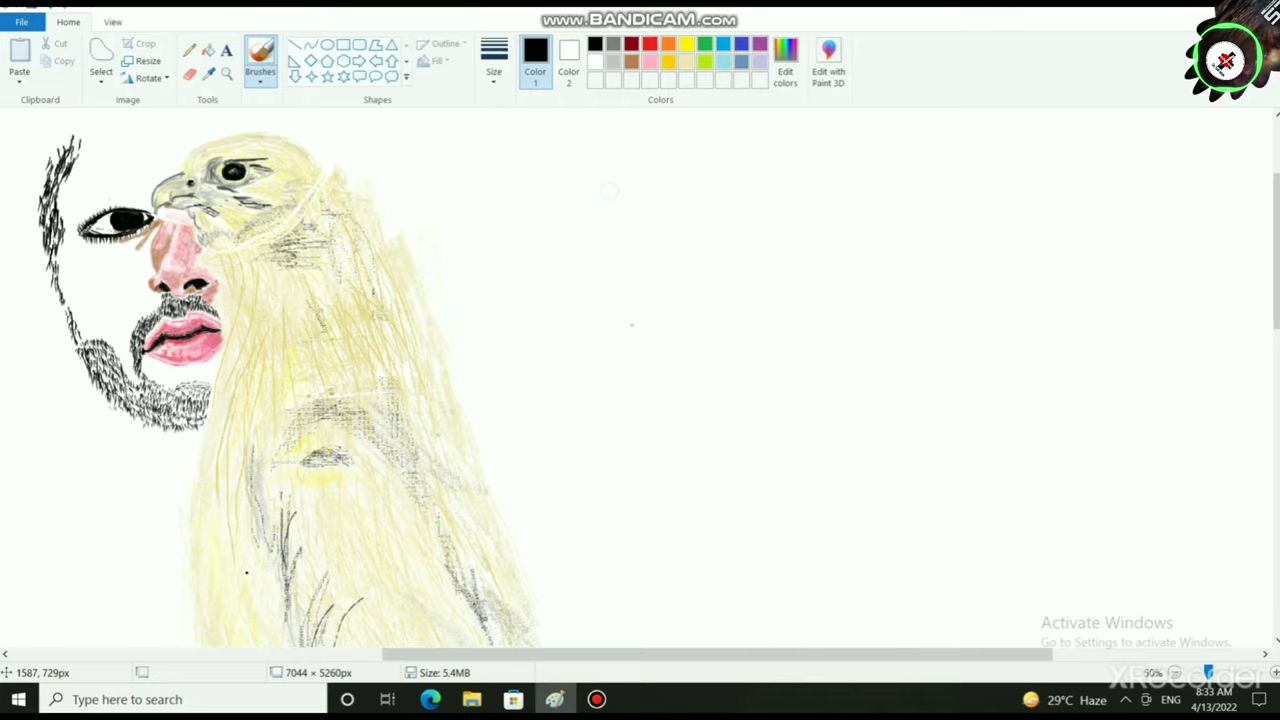 www.BANDICAM.com
File Home View
Cut
Copy
Paste
Clipboard
Select
Crop
Resize
Rotate
Image
Tools
Brushes
Shapes
Outline
Fill
Size
Color
1
Color
2
Colors
Edit
colors
Edit with
Paint 3D
Activate Windows
Go to Settings to activate Windows.
1587, 729px
7044 × 5260px
Size: 5.4MB
60%
XRecorder
Type here to search
29°C Haze
ENG
8:33 AM
4/13/2022